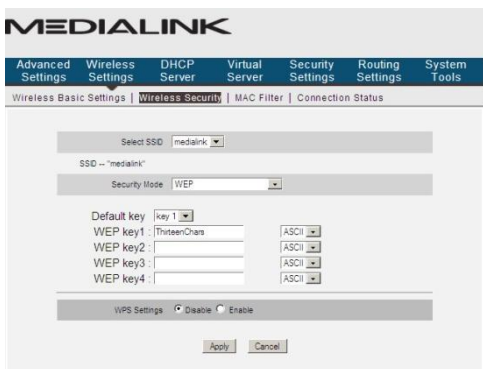 MEDIALINK
Advanced Settings Wireless Settings DHCP Server Virtual Server Security Settings Routing Settings System Tools
Wireless Basic Settings | Wireless Security | MAC Filter | Connection Status
Select SSID medialink
SSID -- "medialink"
Security Mode WEP
Default key key 1
WEP key1 : ThirteenChars ASCII
WEP key2 : ASCII
WEP key3 : ASCII
WEP key4 : ASCII
WPS Settings Disable Enable
Apply Cancel